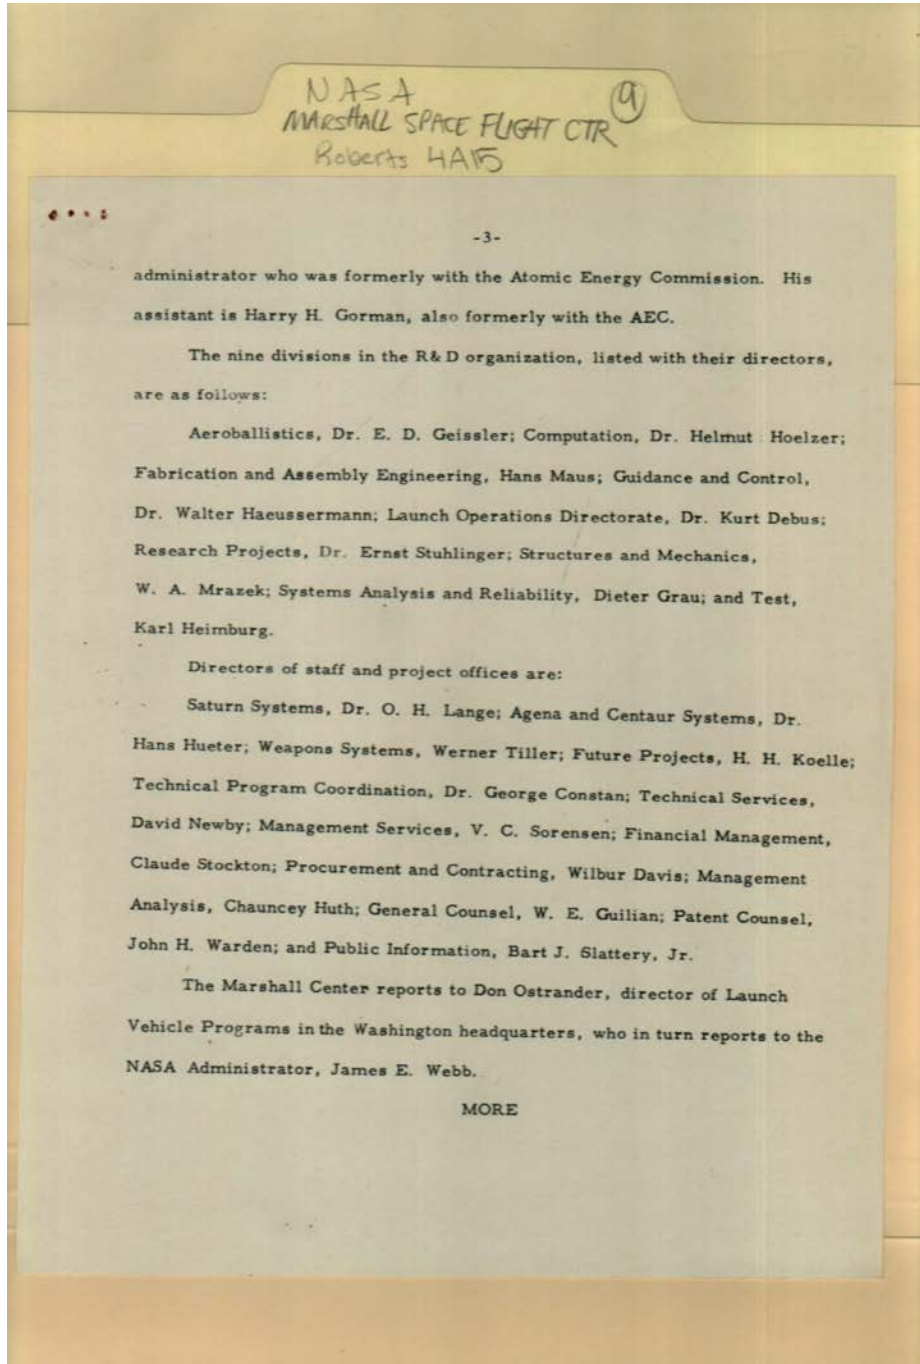 NASA
MARSHALL SPACE FLIGHT CTR
9
Roberts 4A15
-3-
administrator who was formerly with the Atomic Energy Commission. His
assistant is Harry H. Gorman, also formerly with the AEC.
The nine divisions in the R&D organization, listed with their directors,
are as follows:
Aeroballistics, Dr. E. D. Geissler; Computation, Dr. Helmut Hoelzer;
Fabrication and Assembly Engineering, Hans Maus; Guidance and Control,
Dr. Walter Haeussermann; Launch Operations Directorate, Dr. Kurt Debus;
Research Projects, Dr. Ernst Stuhlinger; Structures and Mechanics,
W. A. Mrazek; Systems Analysis and Reliability, Dieter Grau; and Test,
Karl Heimburg.
Directors of staff and project offices are:
Saturn Systems, Dr. O. H. Lange; Agena and Centaur Systems, Dr.
Hans Hueter; Weapons Systems, Werner Tiller; Future Projects, H. H. Koelle;
Technical Program Coordination, Dr. George Constan; Technical Services,
David Newby; Management Services, V. C. Sorensen; Financial Management,
Claude Stockton; Procurement and Contracting, Wilbur Davis; Management
Analysis, Chauncey Huth; General Counsel, W. E. Guilian; Patent Counsel,
John H. Warden; and Public Information, Bart J. Slattery, Jr.
The Marshall Center reports to Don Ostrander, director of Launch
Vehicle Programs in the Washington headquarters, who in turn reports to the
NASA Administrator, James E. Webb.
MORE